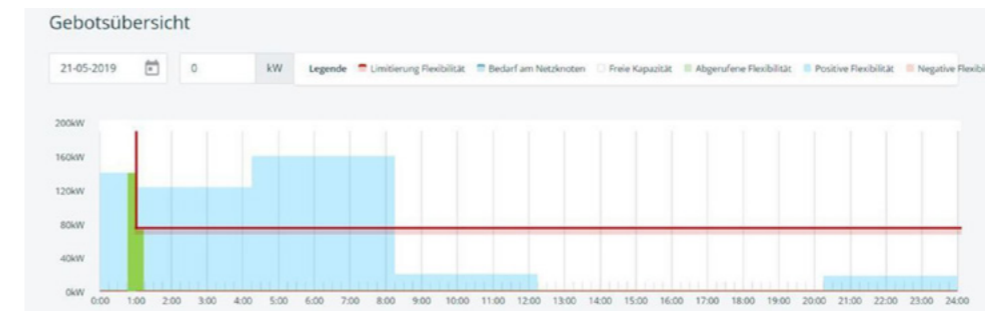 Gebotsübersicht
21-05-2019 0 kW Legende Limitierung Flexibilität Bedarf am Netzknoten Freie Kapazität Abgerufene Flexibilität Positive Flexibilität Negative Flexibi
200kW
160kW
120kW
80kW
40kW
0kW
0:00 1:00 2:00 3:00 4:00 5:00 6:00 7:00 8:00 9:00 10:00 11:00 12:00 13:00 14:00 15:00 16:00 17:00 18:00 19:00 20:00 21:00 22:00 23:00 24:00